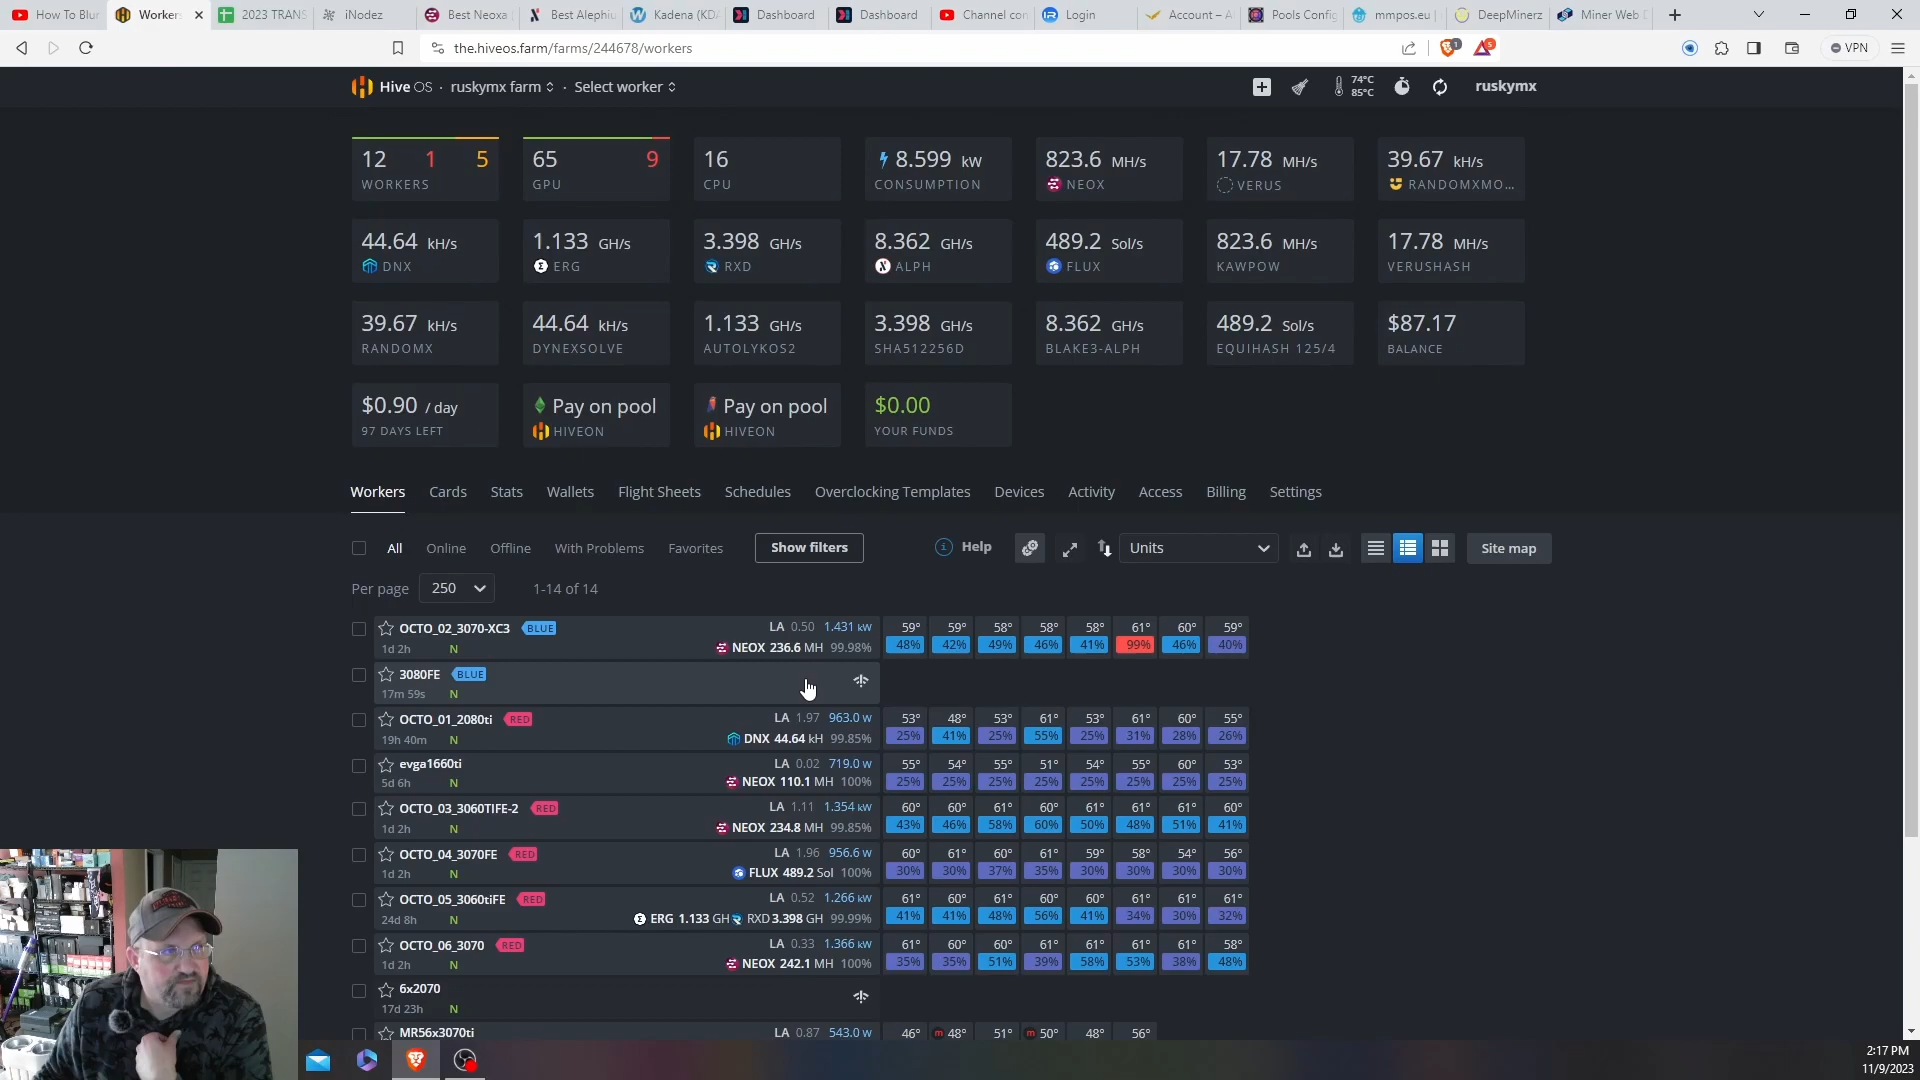 How To Blur
Workers
2023 TRANS
iNodez
Best Neoxa
Best Alephiu
Kadena (KDA
Dashboard
Dashboard
Channel con
Login
Account – A
Pools Config
mmpos.eu
DeepMinerz
Miner Web D
the.hiveos.farm/farms/244678/workers
1
5
VPN
Hive OS · ruskymx farm · Select worker
74°C
85°C
ruskymx
12 1 5
WORKERS
65 9
GPU
16
CPU
8.599 kW
CONSUMPTION
823.6 MH/s
NEOX
17.78 MH/s
VERUS
39.67 kH/s
RANDOMXMO...
44.64 kH/s
DNX
1.133 GH/s
ERG
3.398 GH/s
RXD
8.362 GH/s
ALPH
489.2 Sol/s
FLUX
823.6 MH/s
KAWPOW
17.78 MH/s
VERUSHASH
39.67 kH/s
RANDOMX
44.64 kH/s
DYNEXSOLVE
1.133 GH/s
AUTOLYKOS2
3.398 GH/s
SHA512256D
8.362 GH/s
BLAKE3-ALPH
489.2 Sol/s
EQUIHASH 125/4
$87.17
BALANCE
$0.90 / day
97 DAYS LEFT
Pay on pool
HIVEON
Pay on pool
HIVEON
$0.00
YOUR FUNDS
Workers Cards Stats Wallets Flight Sheets Schedules Overclocking Templates Devices Activity Access Billing Settings
All Online Offline With Problems Favorites Show filters Help Units Site map
Per page 250 1-14 of 14
OCTO_02_3070-XC3 BLUE LA 0.50 1.431 kW 59° 59° 58° 58° 58° 61° 60° 59°
1d 2h N NEOX 236.6 MH 99.98% 48% 42% 49% 46% 41% 99% 46% 40%
3080FE BLUE
17m 59s N
OCTO_01_2080ti RED LA 1.97 963.0 w 53° 48° 53° 61° 53° 61° 60° 55°
19h 40m N DNX 44.64 kH 99.85% 25% 41% 25% 55% 25% 31% 28% 26%
evga1660ti LA 0.02 719.0 w 55° 54° 55° 51° 54° 55° 60° 53°
5d 6h N NEOX 110.1 MH 100% 25% 25% 25% 25% 25% 25% 25% 25%
OCTO_03_3060TIFE-2 RED LA 1.11 1.354 kW 60° 60° 61° 60° 61° 61° 61° 60°
1d 2h N NEOX 234.8 MH 99.85% 43% 46% 58% 60% 50% 48% 51% 41%
OCTO_04_3070FE RED LA 1.96 956.6 w 60° 61° 60° 61° 59° 58° 54° 56°
1d 2h N FLUX 489.2 Sol 100% 30% 30% 37% 35% 30% 30% 30% 30%
OCTO_05_3060tiFE RED LA 0.52 1.266 kW 61° 60° 61° 60° 60° 61° 61° 61°
24d 8h N ERG 1.133 GH RXD 3.398 GH 99.99% 41% 41% 48% 56% 41% 34% 30% 32%
OCTO_06_3070 RED LA 0.33 1.366 kW 61° 60° 60° 61° 61° 61° 61° 58°
1d 2h N NEOX 242.1 MH 100% 35% 35% 51% 39% 58% 53% 38% 48%
6x2070
17d 23h N
MR56x3070ti LA 0.87 543.0 w 46° m 48° 51° m 50° 48° 56°
2:17 PM
11/9/2023